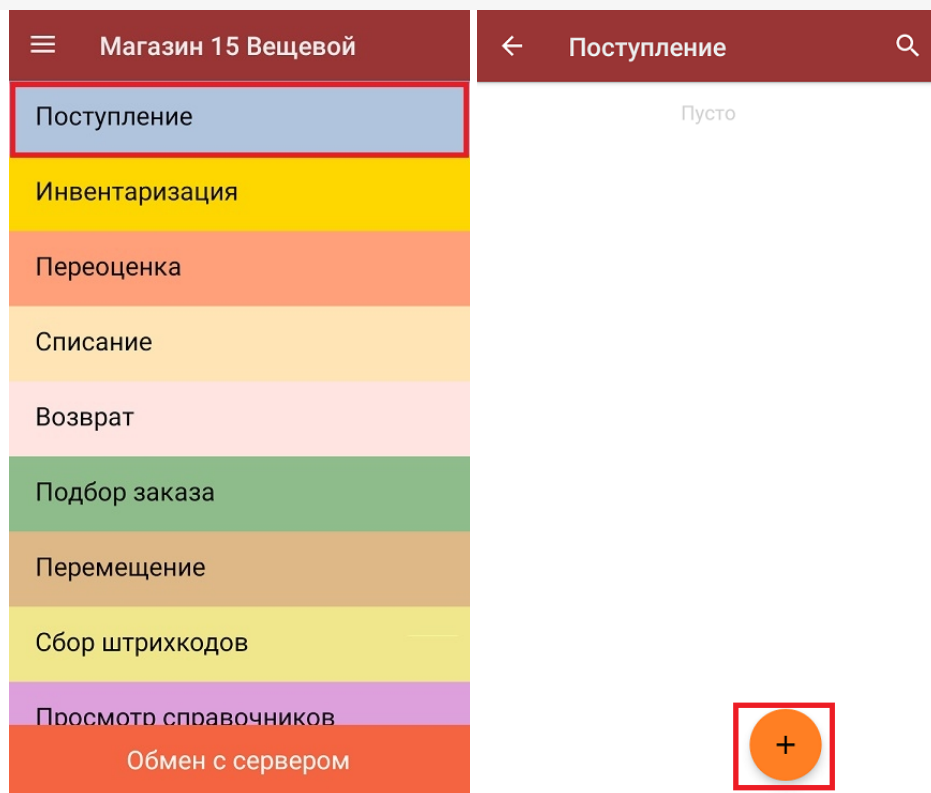 Магазин 15 Вещевой
Поступление
Инвентаризация
Переоценка
Списание
Возврат
Подбор заказа
Перемещение
Сбор штрихкодов
Просмотр справочников
Обмен с сервером
Поступление
Пусто
+